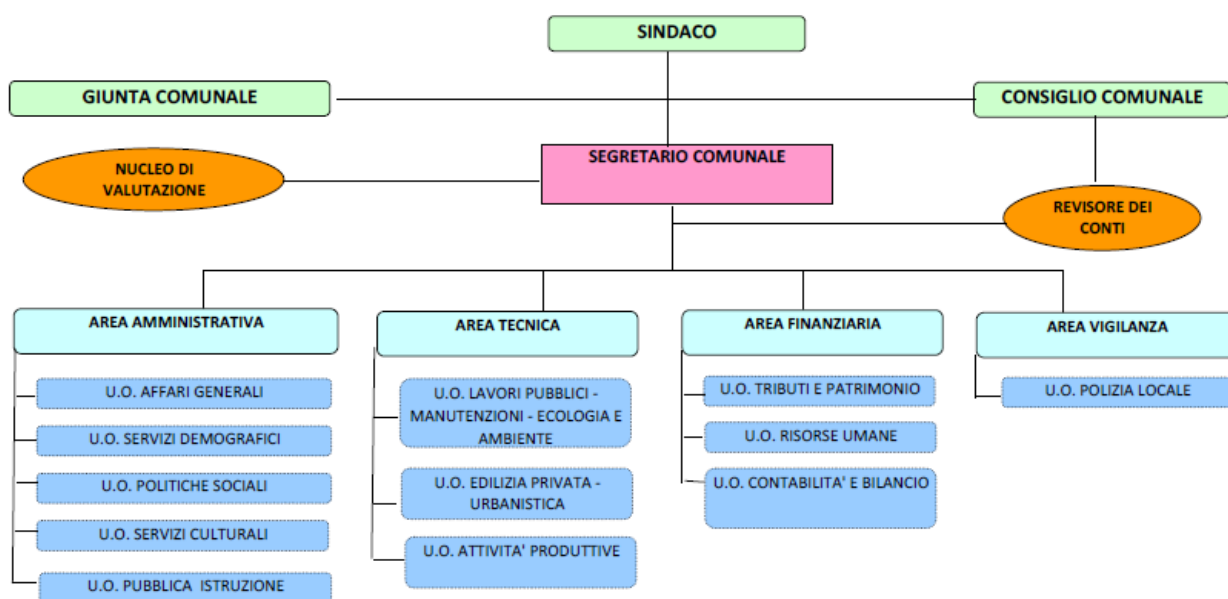 SINDACO
GIUNTA COMUNALE
CONSIGLIO COMUNALE
SEGRETARIO COMUNALE
NUCLEO DI
VALUTAZIONE
REVISORE DEI
CONTI
AREA AMMINISTRATIVA
U.O. AFFARI GENERALI
U.O. SERVIZI DEMOGRAFICI
U.O. POLITICHE SOCIALI
U.O. SERVIZI CULTURALI
U.O. PUBBLICA ISTRUZIONE
AREA TECNICA
U.O. LAVORI PUBBLICI -
MANUTENZIONI - ECOLOGIA E
AMBIENTE
U.O. EDILIZIA PRIVATA -
URBANISTICA
U.O. ATTIVITA' PRODUTTIVE
AREA FINANZIARIA
U.O. TRIBUTI E PATRIMONIO
U.O. RISORSE UMANE
U.O. CONTABILITA' E BILANCIO
AREA VIGILANZA
U.O. POLIZIA LOCALE